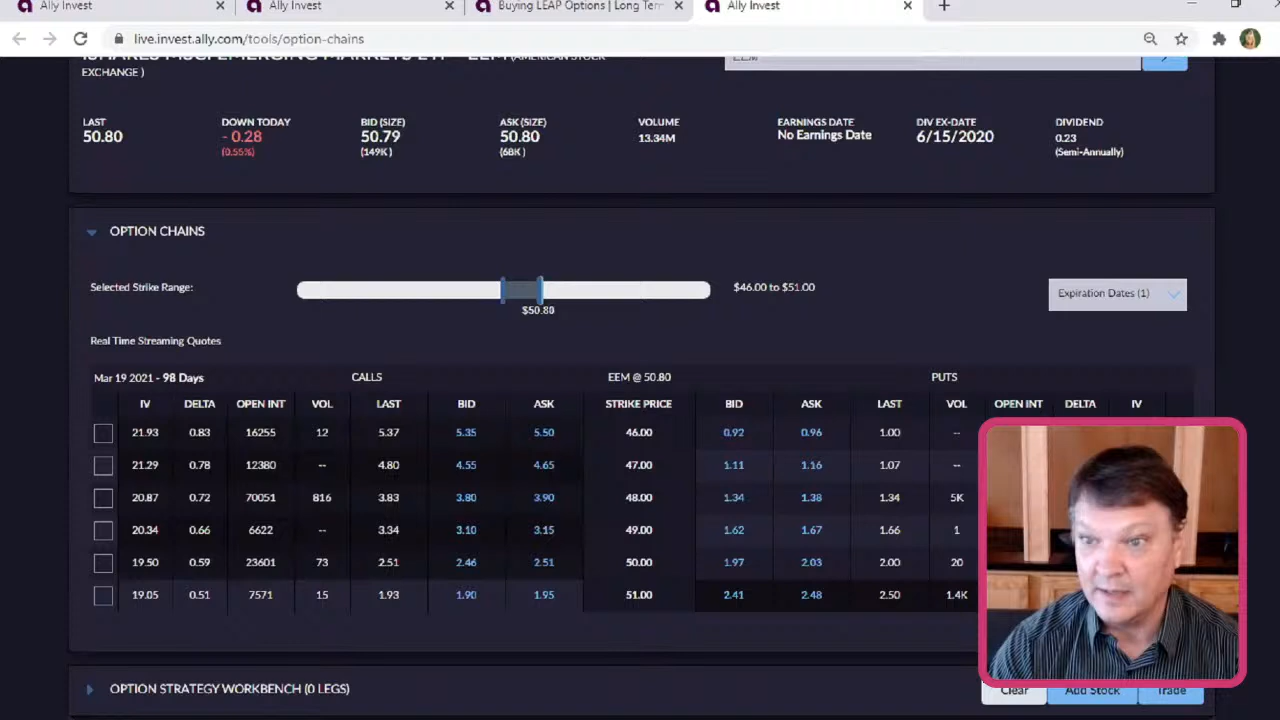 Ally Invest
Ally Invest
Buying LEAP Options | Long Ter
Ally Invest
live.invest.ally.com/tools/option-chains
ISHARES MSCI EMERGING MARKETS ETF - EEM (AMERICAN STOCK
EXCHANGE )
EEM
LAST
50.80
DOWN TODAY
- 0.28
(0.55%)
BID (SIZE)
50.79
(149K )
ASK (SIZE)
50.80
(68K )
VOLUME
13.34M
EARNINGS DATE
No Earnings Date
DIV EX-DATE
6/15/2020
DIVIDEND
0.23
(Semi-Annually)
OPTION CHAINS
Selected Strike Range:
$50.80
$46.00 to $51.00
Expiration Dates (1)
Real Time Streaming Quotes
Mar 19 2021 - 98 Days CALLS EEM @ 50.80 PUTS
IV DELTA OPEN INT VOL LAST BID ASK STRIKE PRICE BID ASK LAST VOL OPEN INT DELTA IV
21.93 0.83 16255 12 5.37 5.35 5.50 46.00 0.92 0.96 1.00 --
21.29 0.78 12380 -- 4.80 4.55 4.65 47.00 1.11 1.16 1.07 --
20.87 0.72 70051 816 3.83 3.80 3.90 48.00 1.34 1.38 1.34 5K
20.34 0.66 6622 -- 3.34 3.10 3.15 49.00 1.62 1.67 1.66 1
19.50 0.59 23601 73 2.51 2.46 2.51 50.00 1.97 2.03 2.00 20
19.05 0.51 7571 15 1.93 1.90 1.95 51.00 2.41 2.48 2.50 1.4K
OPTION STRATEGY WORKBENCH (0 LEGS)
Clear Add Stock Trade